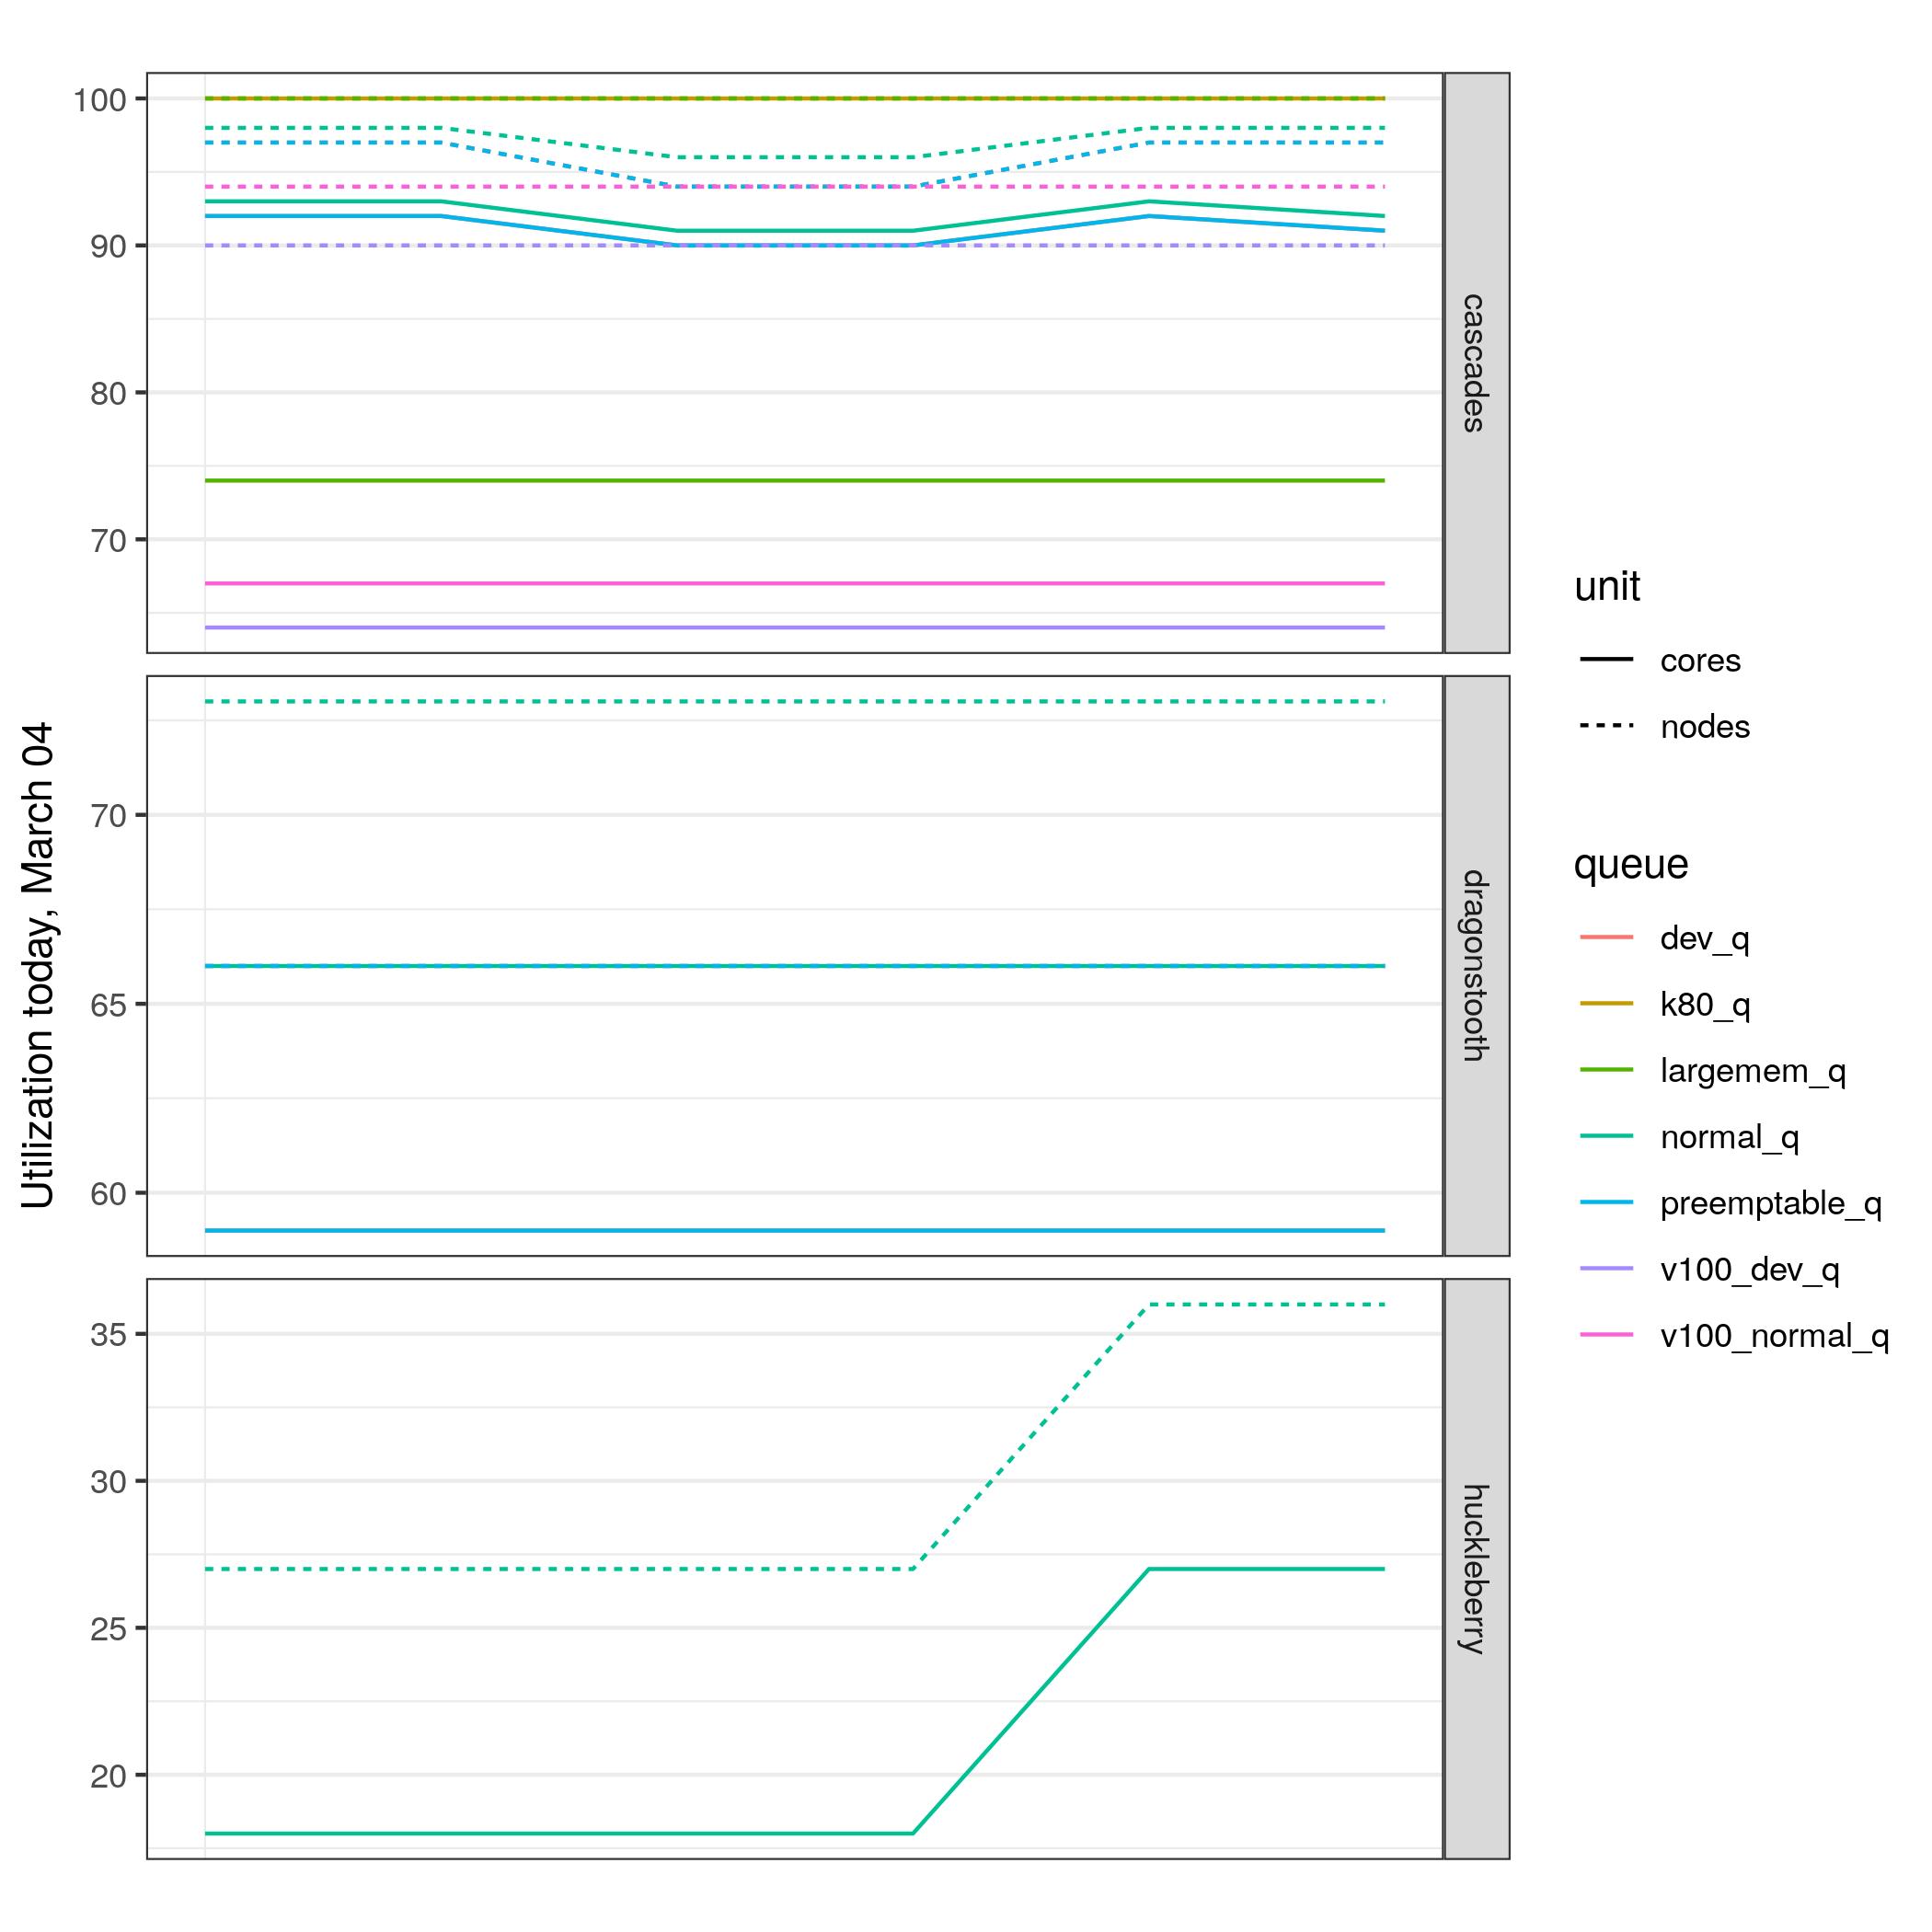 Utilization today, March 04
100
90
80
70
cascades
70
65
60
dragonstooth
35
30
25
20
huckleberry
unit
cores
nodes
queue
dev_q
k80_q
largemem_q
normal_q
preemptable_q
v100_dev_q
v100_normal_q